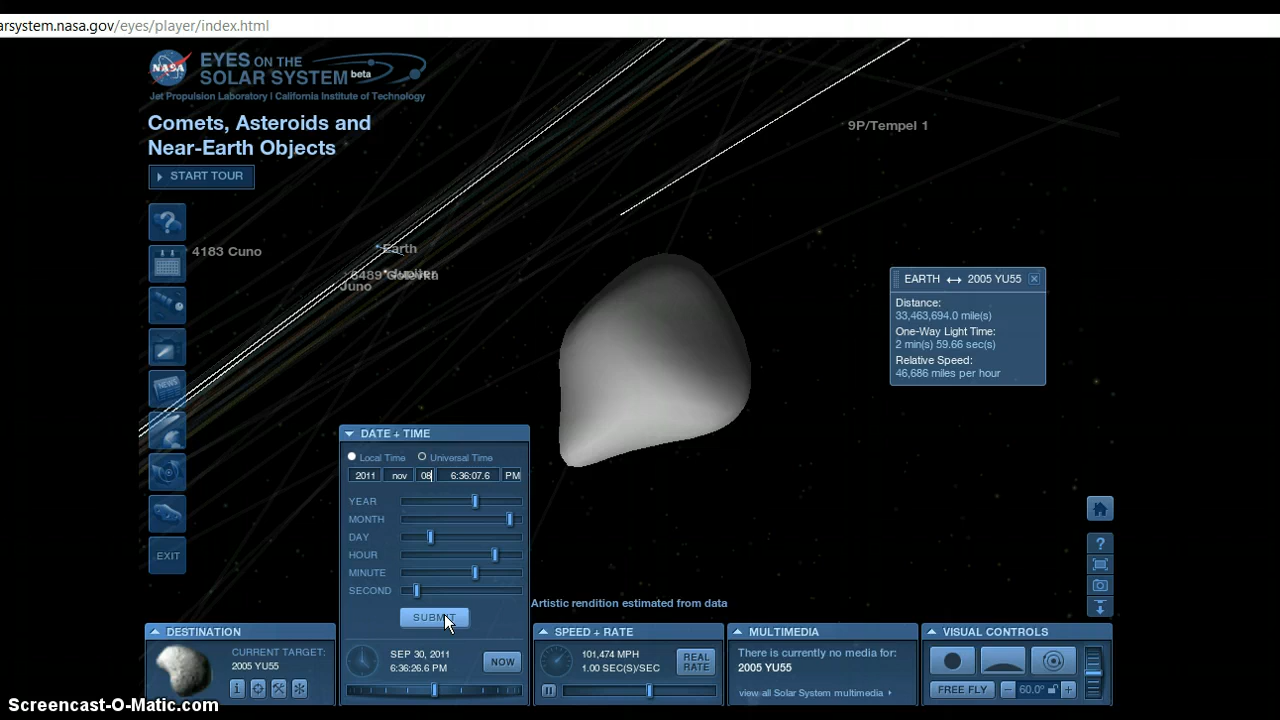 arsystem.nasa.gov/eyes/player/index.html
NASA
EYES ON THE
SOLAR SYSTEM beta
Jet Propulsion Laboratory | California Institute of Technology
Comets, Asteroids and
Near-Earth Objects
START TOUR
9P/Tempel 1
4183 Cuno
Earth
Juno
NEWS
EXIT
EARTH ↔ 2005 YU55
Distance:
33,463,694.0 mile(s)
One-Way Light Time:
2 min(s) 59.66 sec(s)
Relative Speed:
46,686 miles per hour
DATE + TIME
Local Time Universal Time
2011 nov 08 6:36:07.6 PM
YEAR
MONTH
DAY
HOUR
MINUTE
SECOND
SUBMIT
SEP 30, 2011
6:36:26.6 PM
NOW
Artistic rendition estimated from data
DESTINATION
CURRENT TARGET:
2005 YU55
SPEED + RATE
101,474 MPH
1.00 SEC(S)/SEC
REAL
RATE
MULTIMEDIA
There is currently no media for:
2005 YU55
view all Solar System multimedia
VISUAL CONTROLS
FREE FLY
60.0°
Screencast-O-Matic.com